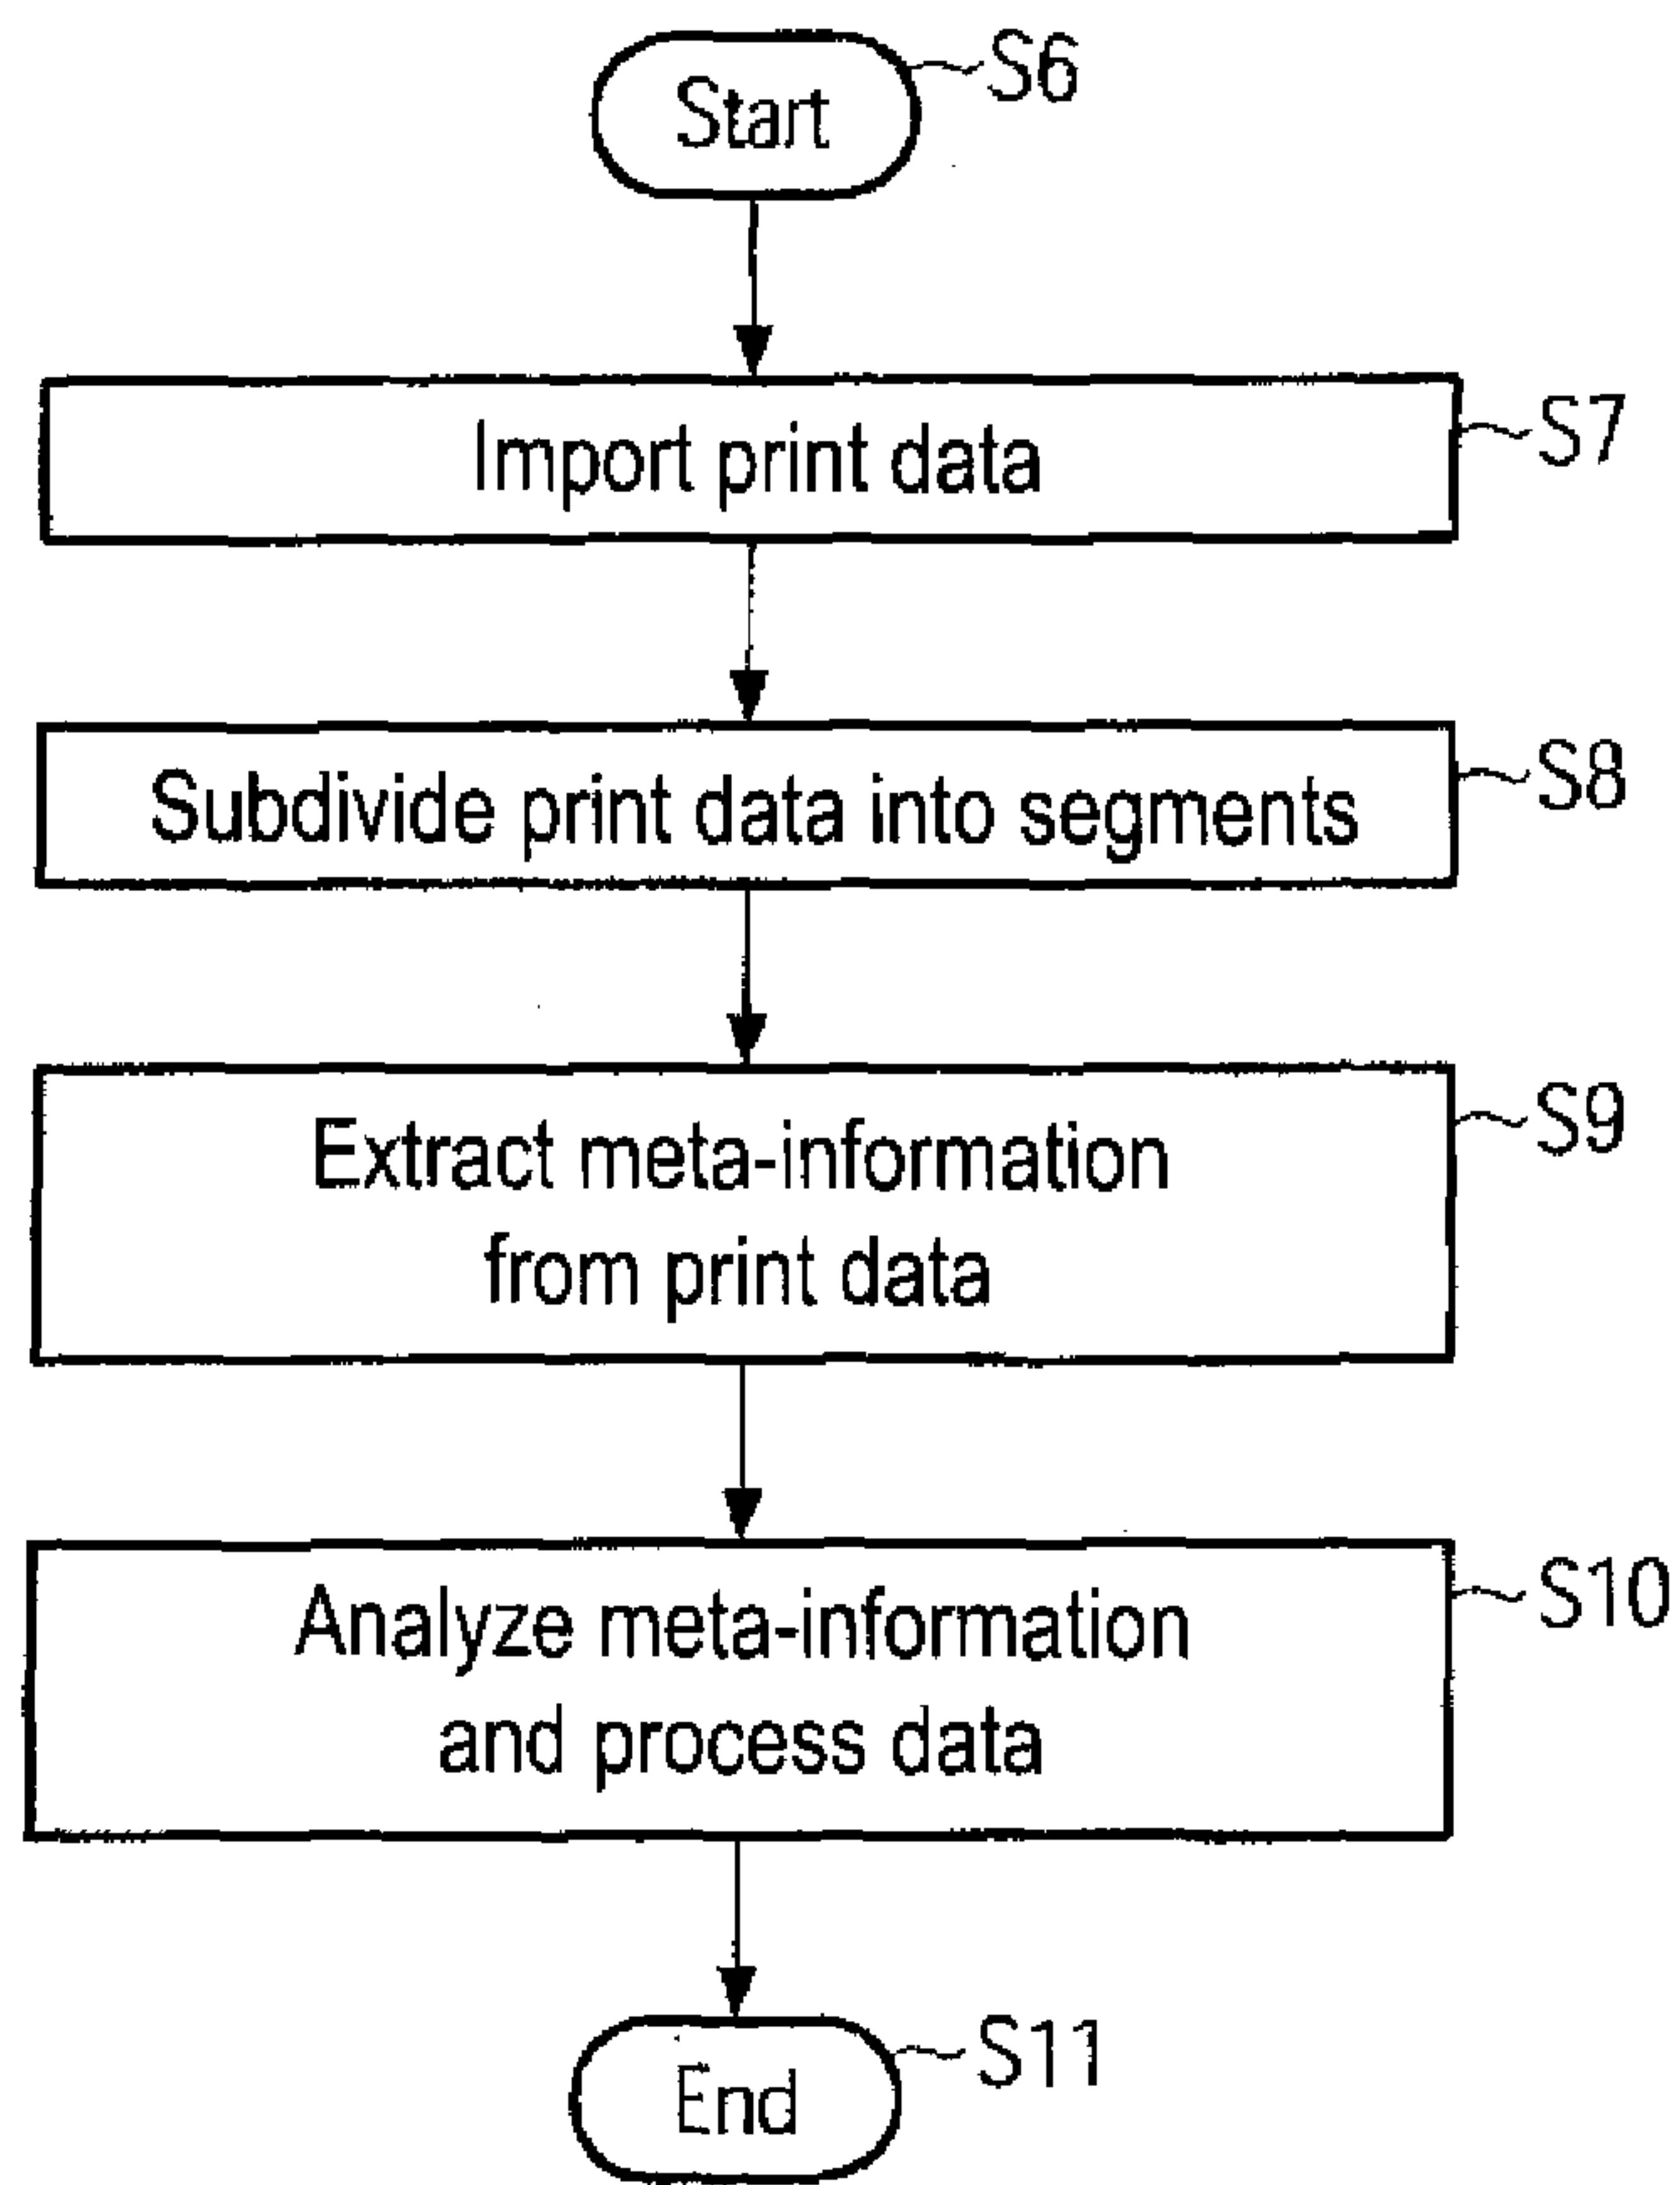 Start
S6
Import print data
S7
Subdivide print data into segments
S8
Extract meta-information
from print data
S9
Analyze meta-information
and process data
S10
End
S11